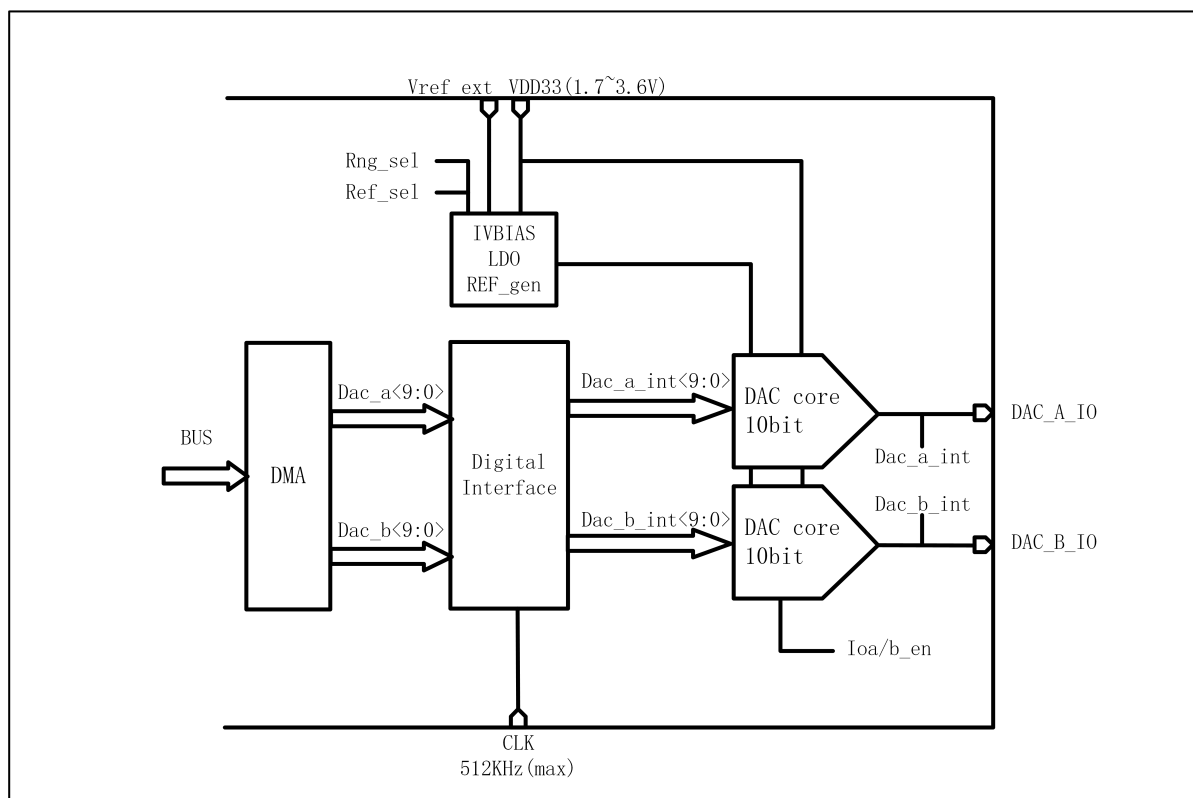 Vref ext VDD33(1.7~3.6V)
Rng_sel
Ref_sel
IVBIAS
LDO
REF_gen
Dac_a<9:0>
Dac_a_int<9:0>
DAC core
10bit
DAC_A_IO
BUS
DMA
Digital
Interface
Dac_a_int
Dac_b<9:0>
Dac_b_int<9:0>
DAC core
10bit
Dac_b_int
DAC_B_IO
Ioa/b_en
CLK
512KHz(max)